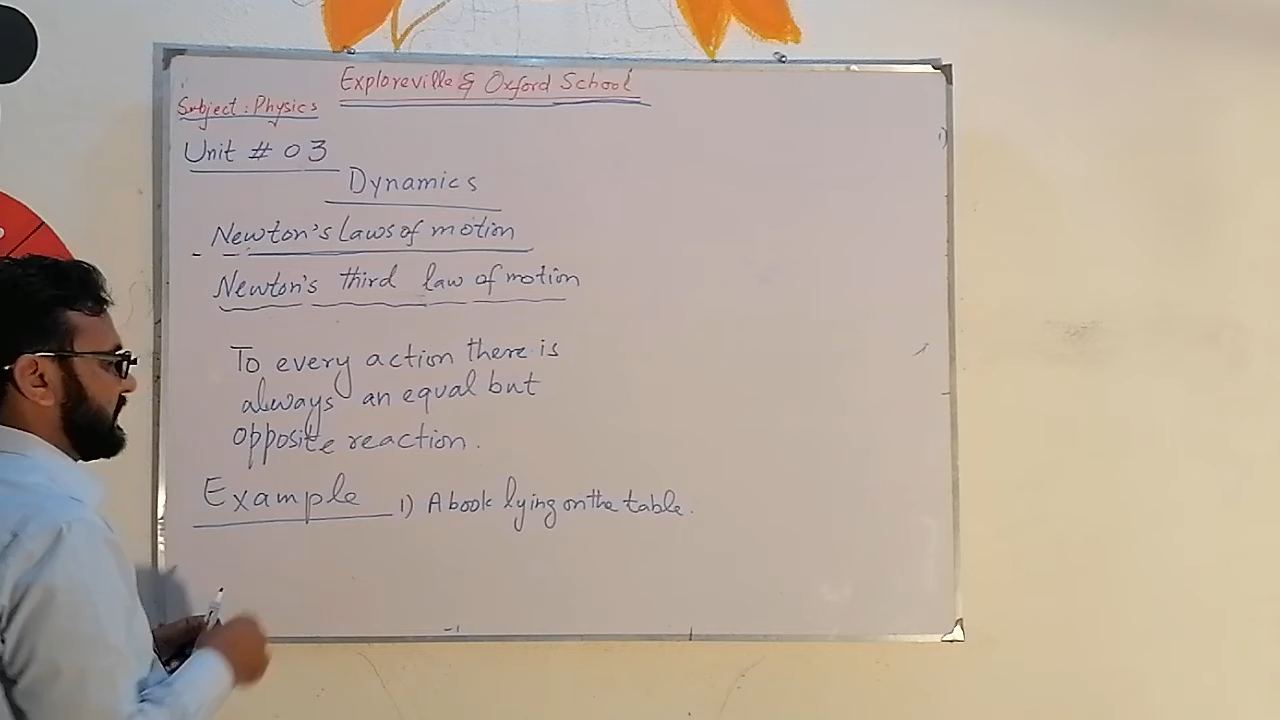 Exploreville & Oxford School
Subject: Physics
Unit # 03
Dynamics
Newton's Laws of motion
Newton's third law of motion
To every action there is
always an equal but
opposite reaction.
Example 1) A book lying on the table.
1)